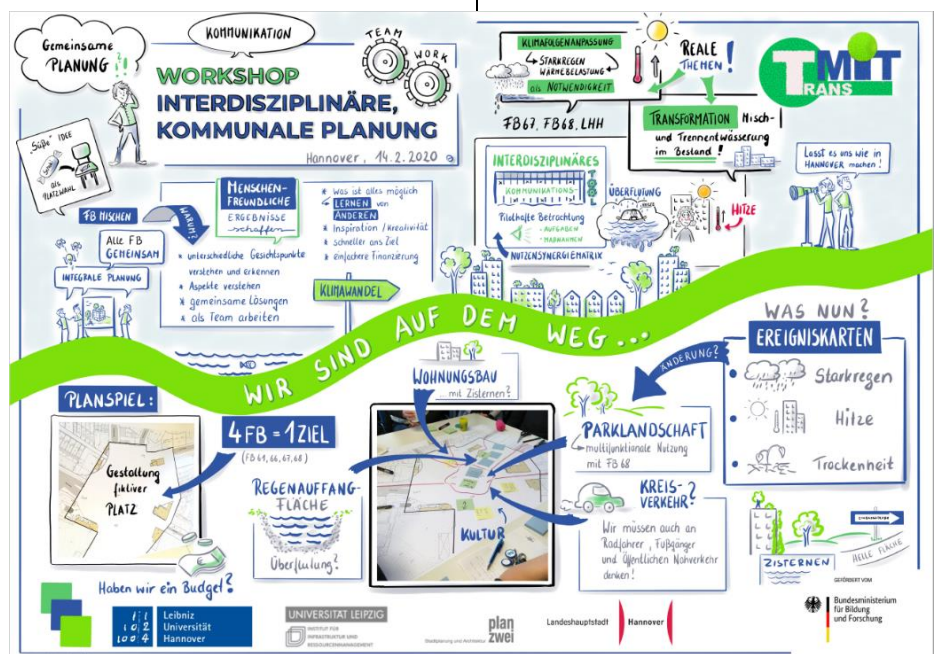 Gemeinsame
PLANUNG
?!
KOMMUNIKATION
WORKSHOP
INTERDISZIPLINÄRE,
KOMMUNALE PLANUNG
Hannover, 14.2.2020
TEAM
WORK
KLIMAFOLGENANPASSUNG
STARKREGEN
WÄRMEBELASTUNG
als NOTWENDIGKEIT
FB67, FB68, LHH
REALE
THEMEN!
TRANSFORMATION Misch-
und Trennentwässerung
im Bestand!
TransMiT
TRANS
"Süße" IDEE
als
PLATZWAHL
FB MISCHEN
WARUM?
Alle FB
GEMEINSAM
INTEGRALE PLANUNG
MENSCHEN-
FREUNDLICHE
ERGEBNISSE
schaffen
* unterschiedliche Gesichtspunkte
verstehen und erkennen
* Aspekte verstehen
* gemeinsame Lösungen
* als Team arbeiten
* Was ist alles möglich
* LERNEN von
ANDEREN
* Inspiration / Kreativität
* schneller ans Ziel
* einfachere Finanzierung
KLIMAWANDEL
INTERDISZIPLINÄRES
KOMMUNIKATIONS-
TOOL
Pilothafte Betrachtung
- AUFGABEN
- MAßNAHMEN
NUTZENSYNERGIEMATRIX
ÜBERFLUTUNG
HITZE
Lasst es uns wie in
HANNOVER machen!
WIR SIND AUF DEM WEG...
PLANSPIEL:
Gestaltung
fiktiver
PLATZ
4 FB = 1 ZIEL
(FB 61, 66, 67, 68)
Haben wir ein Budget?
REGENAUFFANG-
FLÄCHE
Überflutung?
WOHNUNGSBAU
... mit Zisternen?
KULTUR
PARKLANDSCHAFT
multifunktionale Nutzung
mit FB 68
KREIS-
VERKEHR?
Wir müssen auch an
Radfahrer, Fußgänger
und Öffentlichen Nahverkehr
denken!
ÄNDERUNG?
WAS NUN?
EREIGNISKARTEN
Starkregen
Hitze
Trockenheit
ZISTERNEN
HELLE FLÄCHE
Leibniz
Universität
Hannover
UNIVERSITÄT LEIPZIG
INSTITUT FÜR
INFRASTRUKTUR UND
RESSOURCENMANAGEMENT
Stadtplanung und Architektur
plan
zwei
Landeshauptstadt
Hannover
GEFÖRDERT VOM
Bundesministerium
für Bildung
und Forschung